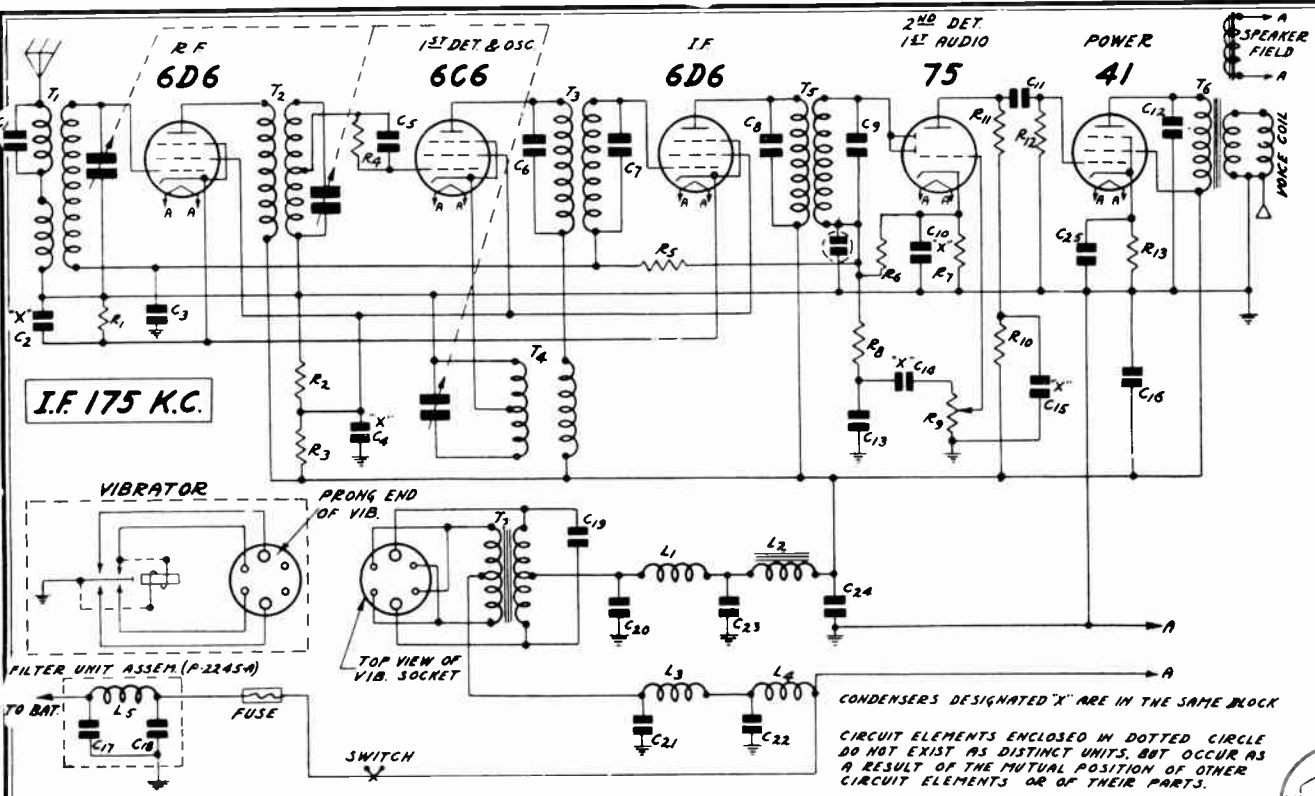 R F
6D6
1ST DET. & OSC.
6C6
I.F.
6D6
2ND DET.
1ST AUDIO
75
POWER
41
A
SPEAKER
FIELD
A
T1
T2
C5
R4
T3
C6
C7
C8
T5
C9
R11
C11
R12
C12
T6
VOICE COIL
A A
A A
A A
A A
A A
R5
R6
C10
"X"
R7
C25
R13
"X"
C2
R1
C3
R2
R3
"X"
C4
T4
R8
"X" C14
C13
R9
R10
"X"
C15
C16
I.F. 175 K.C.
VIBRATOR
PRONG END
OF VIB.
T7
C19
L1
L2
C20
C23
C24
A
TOP VIEW OF
VIB. SOCKET
FILTER UNIT ASSEM. (P-2245-A)
TO BAT.
L5
C17
C18
FUSE
SWITCH
L3
L4
C21
C22
A
CONDENSERS DESIGNATED "X" ARE IN THE SAME BLOCK
CIRCUIT ELEMENTS ENCLOSED IN DOTTED CIRCLE
DO NOT EXIST AS DISTINCT UNITS, BUT OCCUR AS
A RESULT OF THE MUTUAL POSITION OF OTHER
CIRCUIT ELEMENTS OR OF THEIR PARTS.